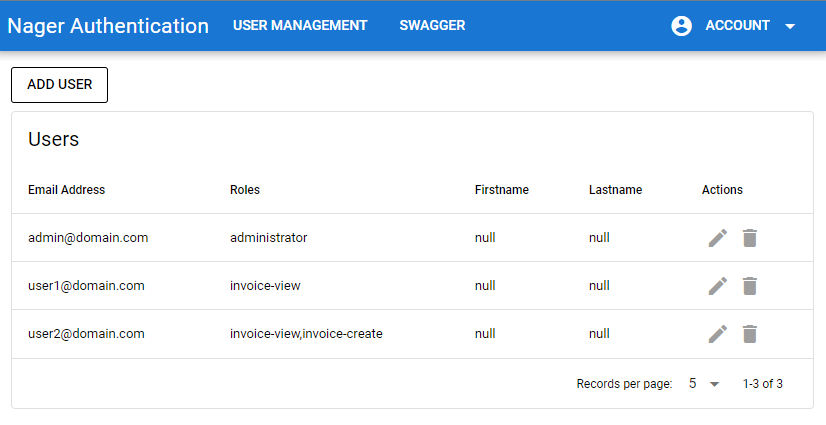 Nager Authentication USER MANAGEMENT SWAGGER ACCOUNT
ADD USER
Users
Email Address Roles Firstname Lastname Actions
admin@domain.com administrator null null
user1@domain.com invoice-view null null
user2@domain.com invoice-view,invoice-create null null
Records per page: 5 1-3 of 3